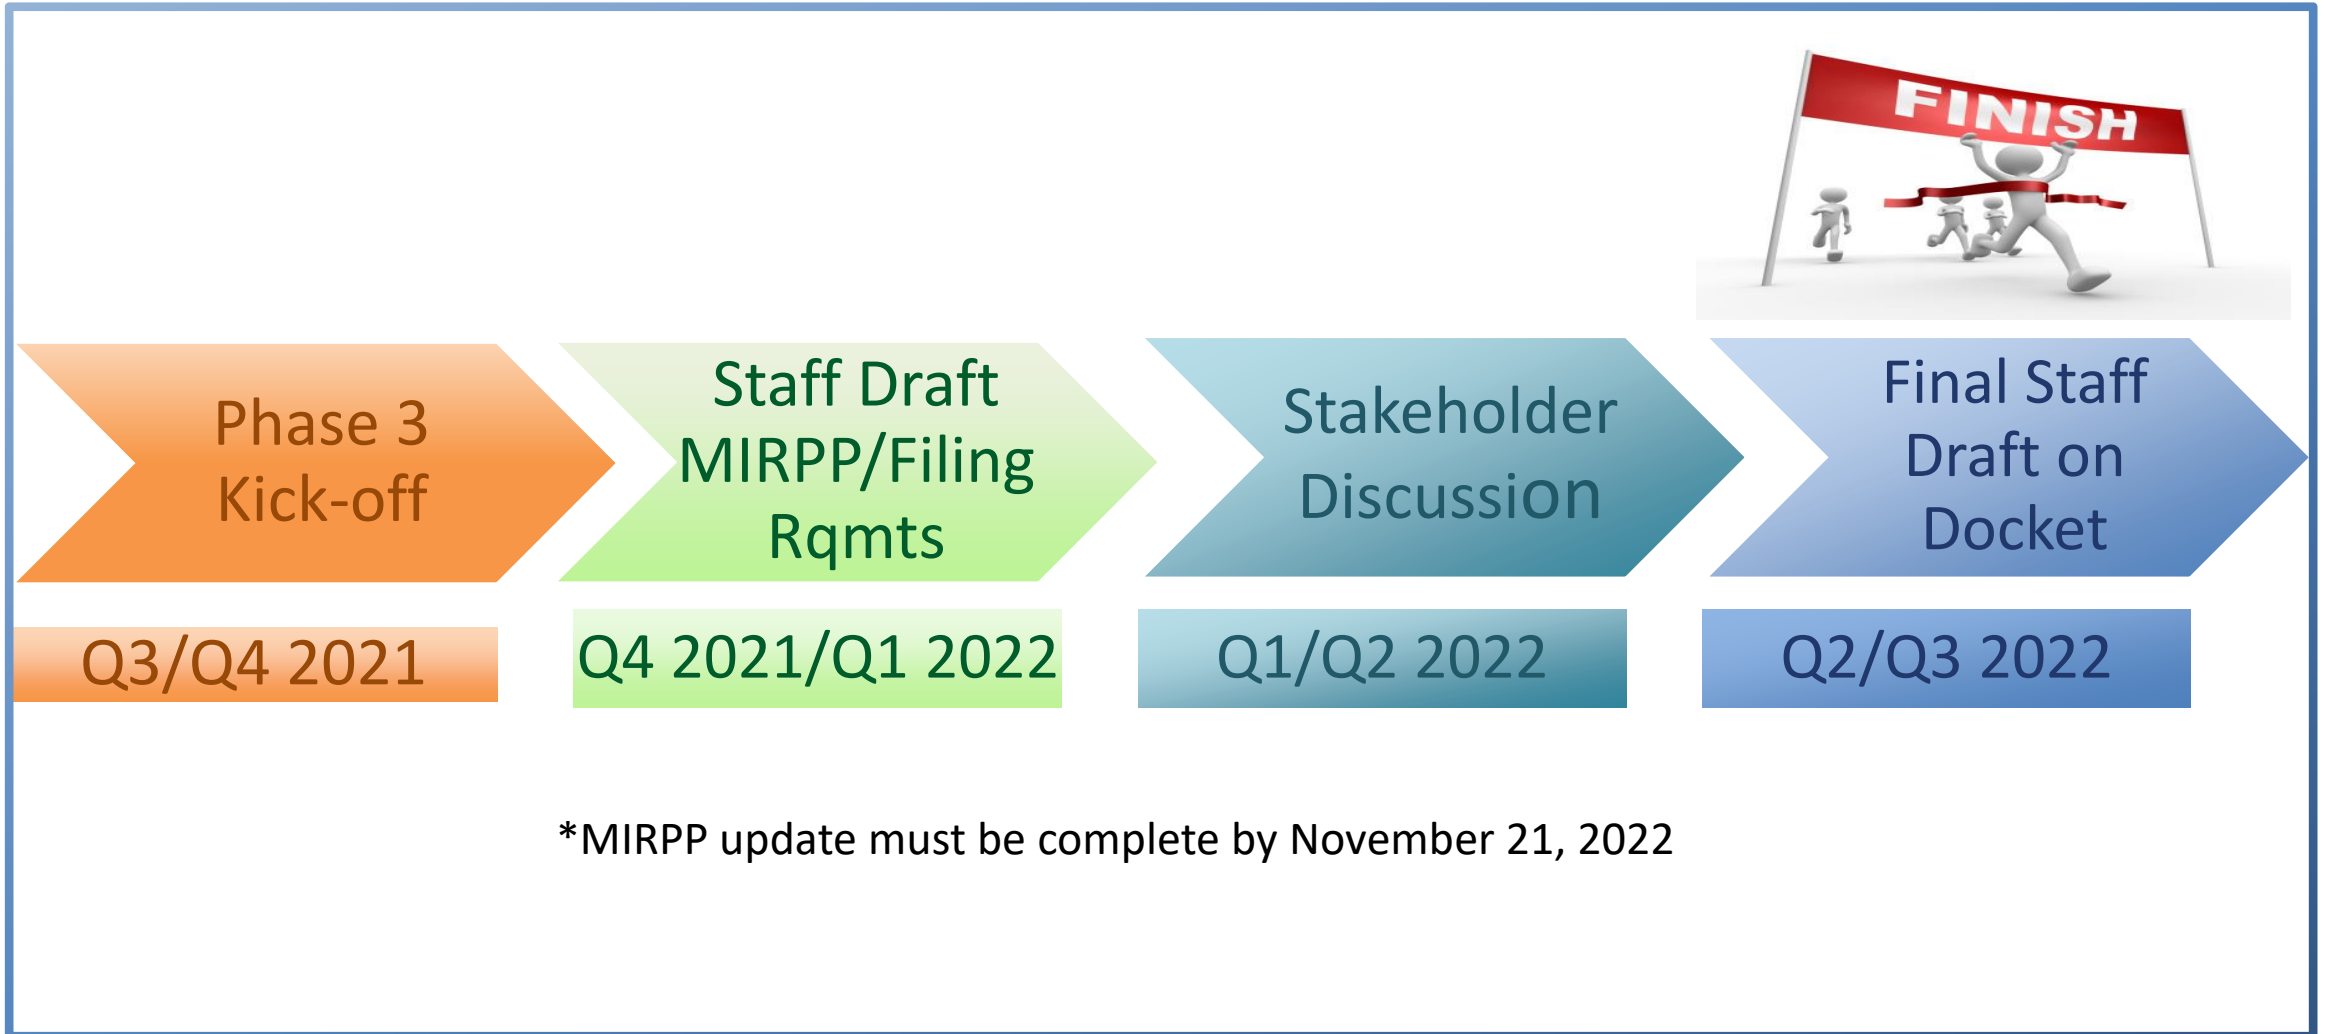 FINISH
Phase 3
Kick-off
Staff Draft
MIRPP/Filing
Rqmts
Stakeholder
Discussion
Final Staff
Draft on
Docket
Q3/Q4 2021
Q4 2021/Q1 2022
Q1/Q2 2022
Q2/Q3 2022
*MIRPP update must be complete by November 21, 2022